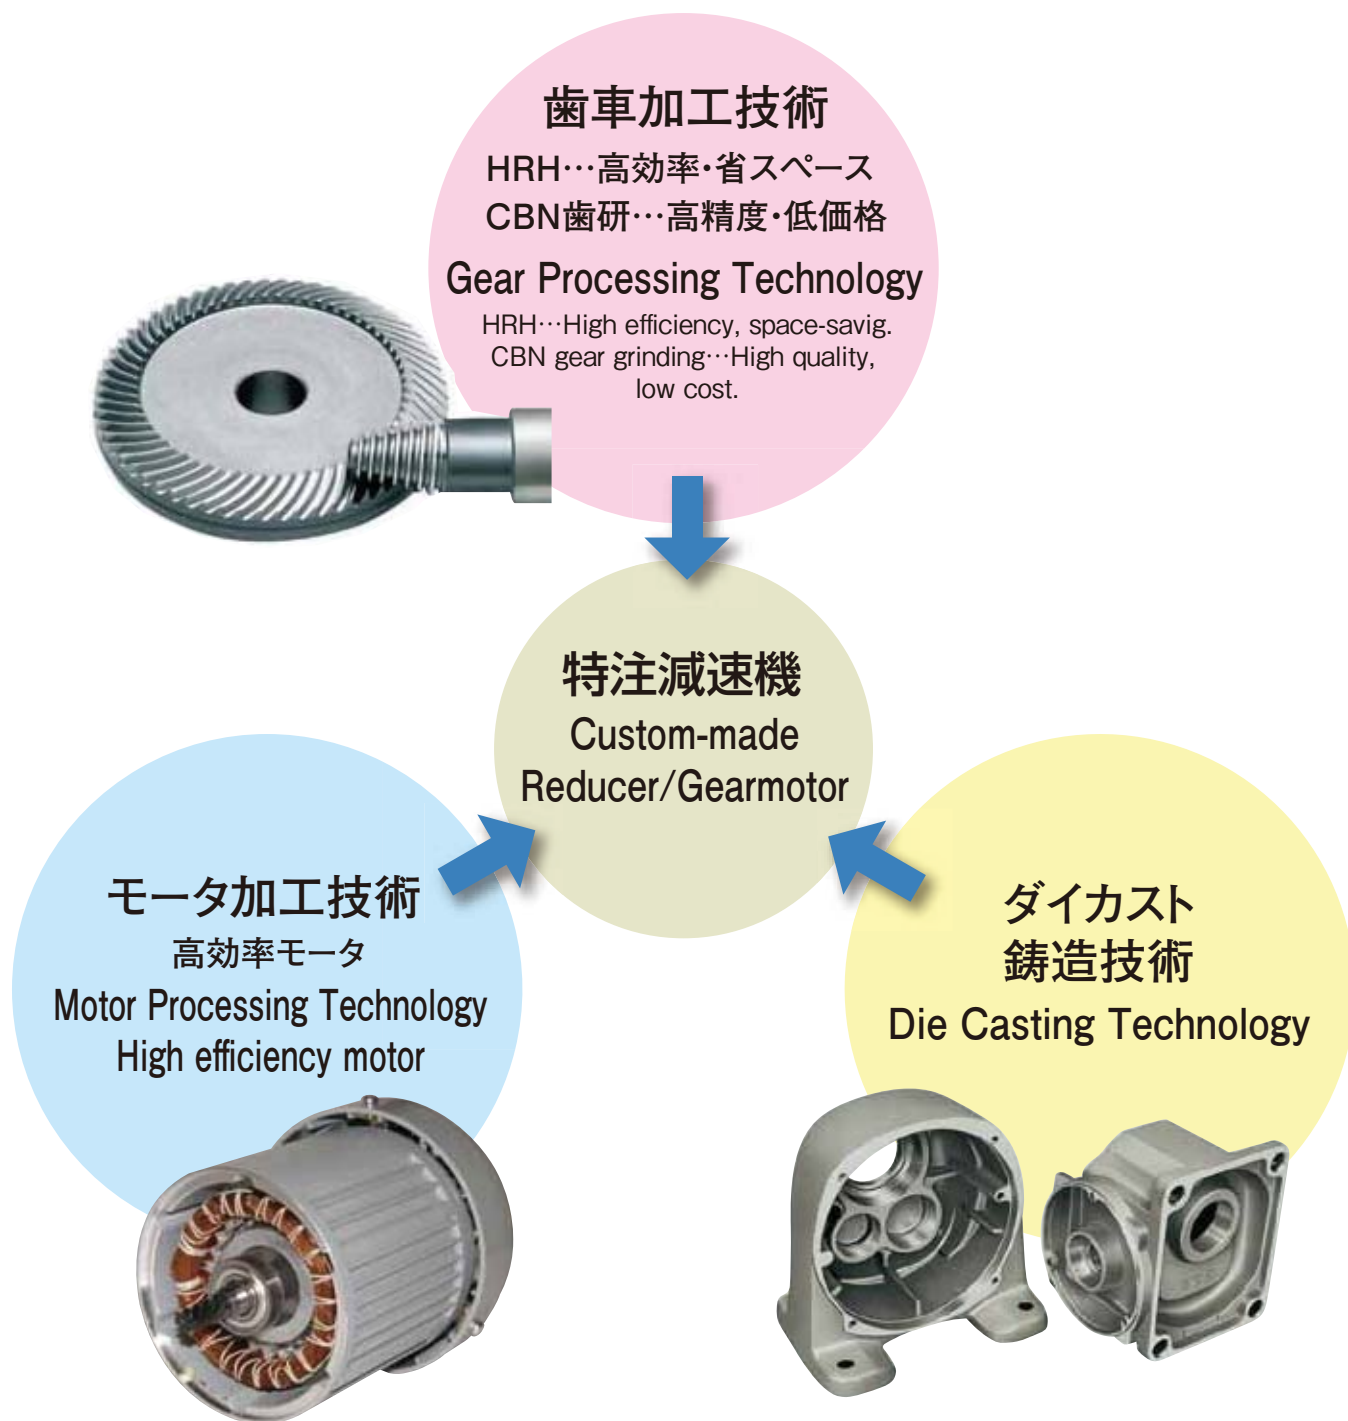 歯車加工技術
HRH…高効率・省スペース
CBN歯研…高精度・低価格
Gear Processing Technology
HRH…High efficiency, space-savig.
CBN gear grinding…High quality,
low cost.
特注減速機
Custom-made
Reducer/Gearmotor
モータ加工技術
高効率モータ
Motor Processing Technology
High efficiency motor
ダイカスト
鋳造技術
Die Casting Technology